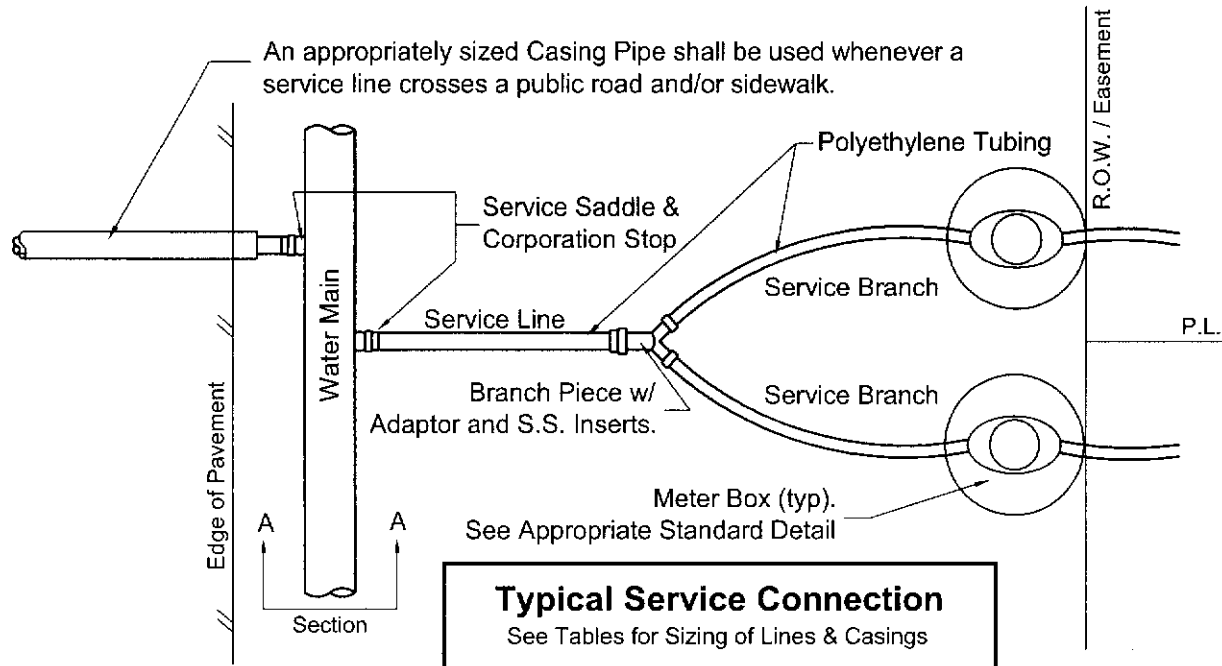 An appropriately sized Casing Pipe shall be used whenever a
service line crosses a public road and/or sidewalk.
R.O.W. / Easement
Polyethylene Tubing
Service Saddle &
Corporation Stop
Water Main
Service Line
Service Branch
P.L.
Branch Piece w/
Adaptor and S.S. Inserts.
Service Branch
Edge of Pavement
Meter Box (typ).
See Appropriate Standard Detail
A
A
Section
Typical Service Connection
See Tables for Sizing of Lines & Casings